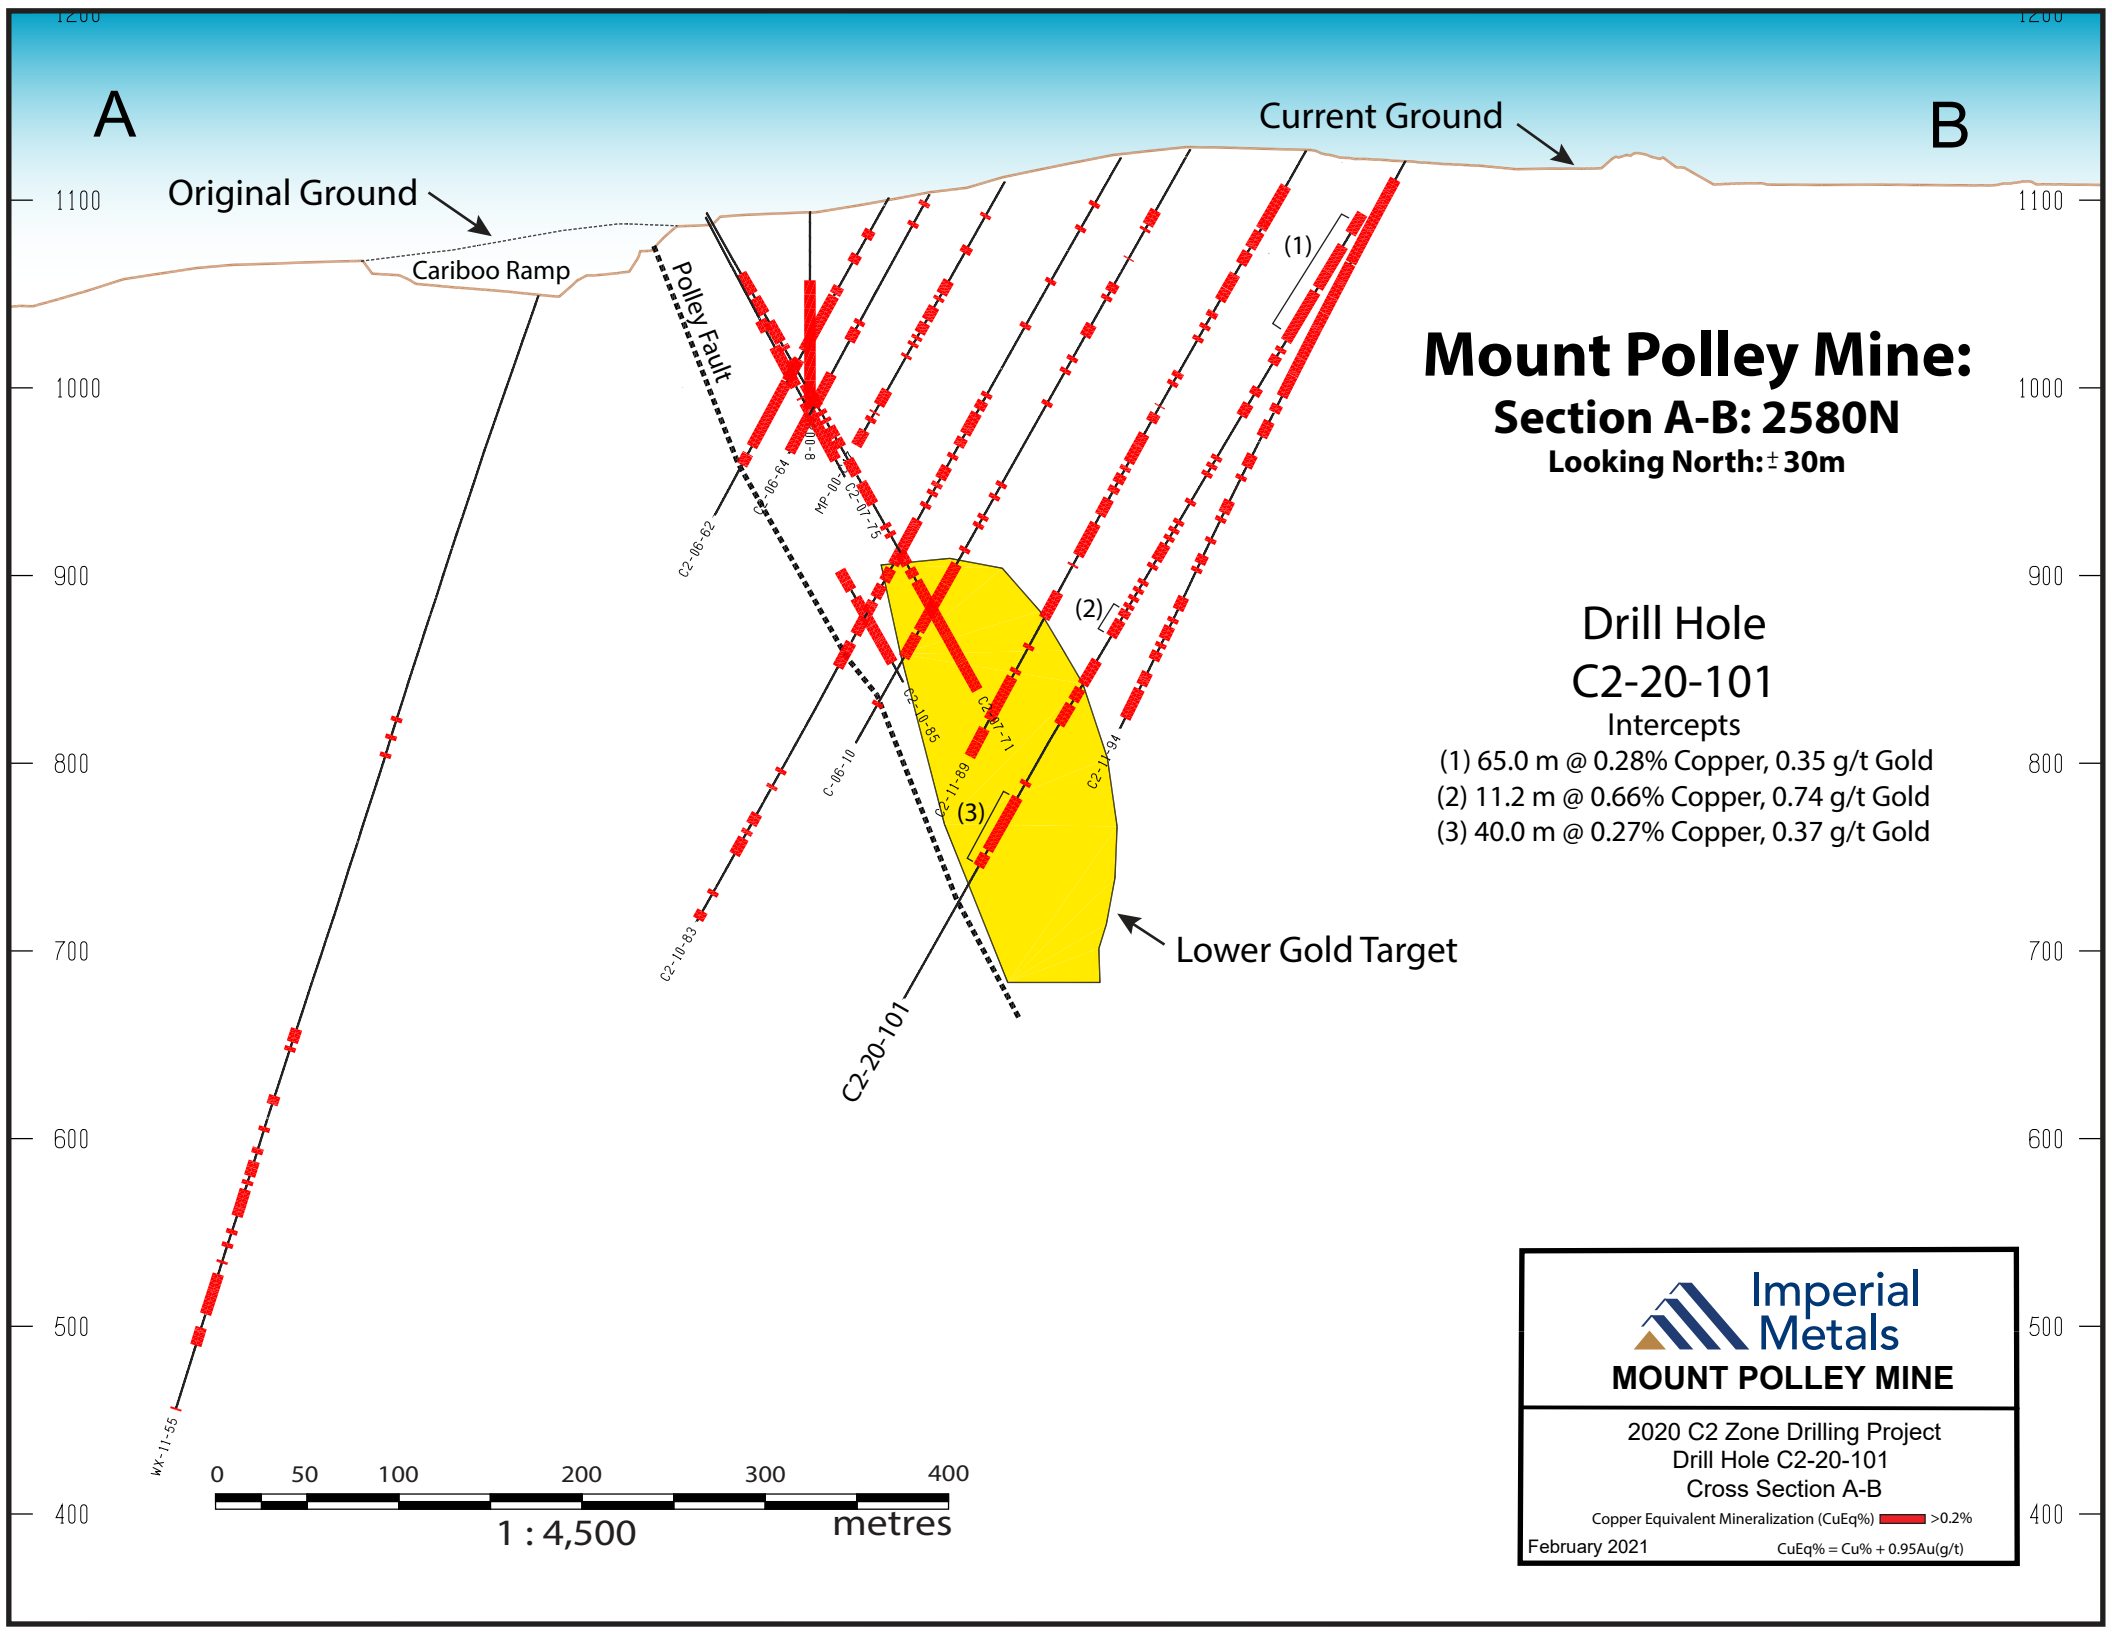 1200
1200
A
B
Current Ground
Original Ground
1100
1100
Cariboo Ramp
Polley Fault
(1)
Mount Polley Mine:
Section A-B: 2580N
Looking North: ± 30m
1000
1000
C2-06-62
C2-07-75
900
900
(2)
Drill Hole
C2-20-101
Intercepts
(1) 65.0 m @ 0.28% Copper, 0.35 g/t Gold
(2) 11.2 m @ 0.66% Copper, 0.74 g/t Gold
(3) 40.0 m @ 0.27% Copper, 0.37 g/t Gold
C2-10-85
C2-07-71
C-06-10
C2-11-89
C2-11-94
800
800
(3)
C2-10-83
Lower Gold Target
700
700
C2-20-101
600
600
500
500
WX-11-55
400
400
0 50 100 200 300 400
1 : 4,500
metres
Imperial
Metals
MOUNT POLLEY MINE
2020 C2 Zone Drilling Project
Drill Hole C2-20-101
Cross Section A-B
Copper Equivalent Mineralization (CuEq%) >0.2%
February 2021
CuEq% = Cu% + 0.95Au(g/t)